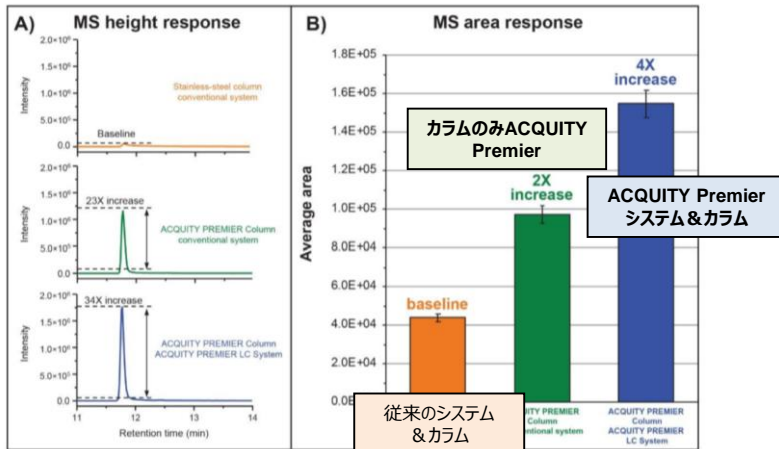 A)
MS height response
2.0×10⁶
1.5×10⁶
1.0×10⁶
5.0×10⁵
0.0
Intensity
Stainless-steel column
conventional system
Baseline
2.0×10⁶
1.5×10⁶
1.0×10⁶
5.0×10⁵
0.0
Intensity
23X increase
ACQUITY PREMIER Column
conventional system
2.0×10⁶
1.5×10⁶
1.0×10⁶
5.0×10⁵
0.0
Intensity
34X increase
ACQUITY PREMIER Column
ACQUITY PREMIER LC System
11
12
13
14
Retention time (min)
B)
MS area response
1.8E+05
1.6E+05
1.4E+05
1.2E+05
1.0E+05
8.0E+04
6.0E+04
4.0E+04
2.0E+04
Average area
カラムのみACQUITY
Premier
4X
increase
2X
increase
ACQUITY Premier
システム＆カラム
baseline
従来のシステム
＆カラム
PREMIER
Column
system
ACQUITY PREMIER
Column
ACQUITY PREMIER
LC System